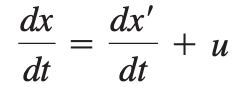 dx/dt = dx'/dt + u